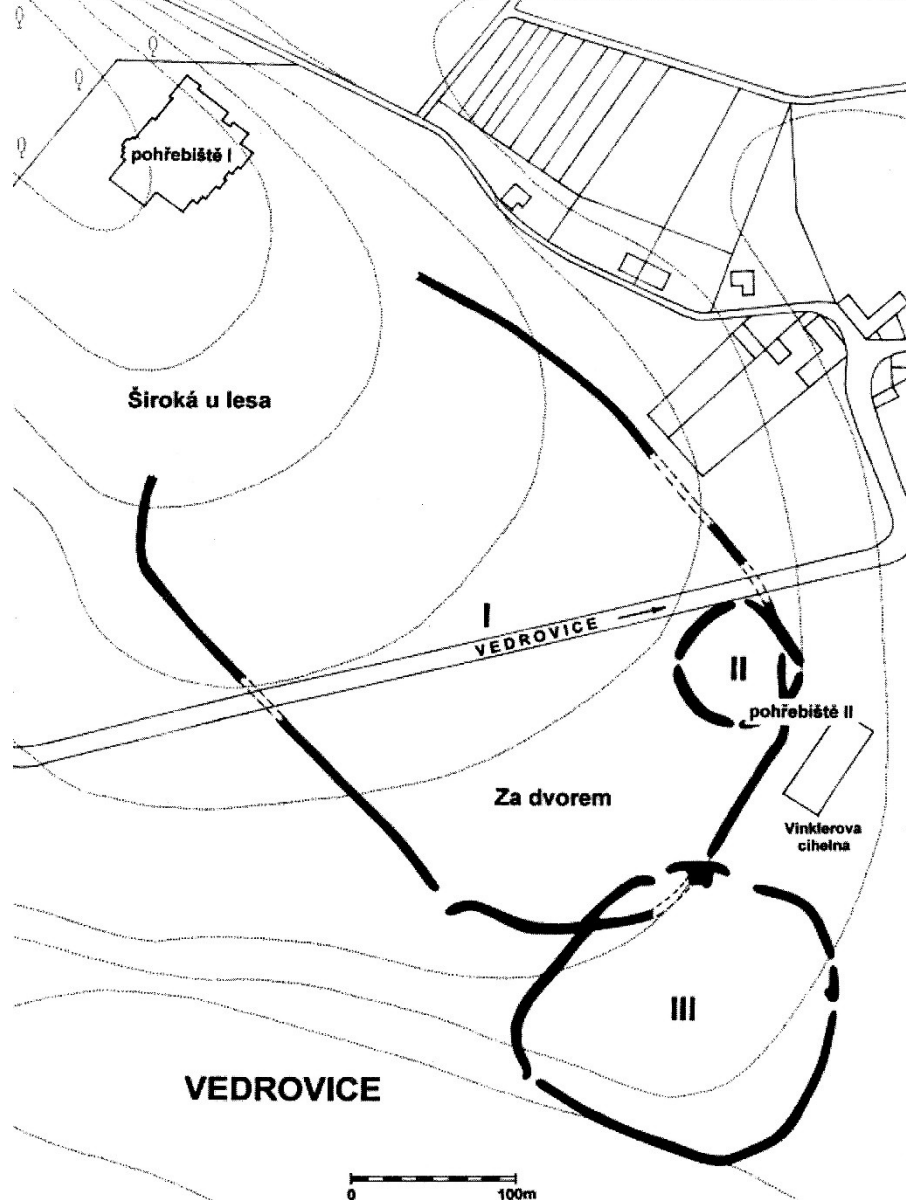 pohřebiště I
Široká u lesa
I
VEDROVICE
II
pohřebiště II
Za dvorem
Vinklerova
cihelna
III
VEDROVICE
0 100m